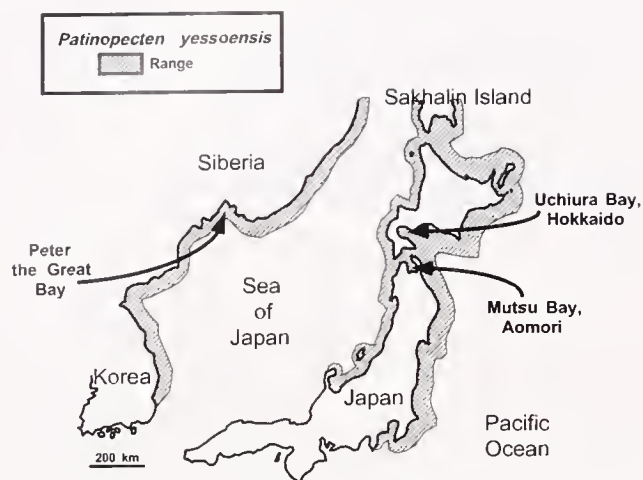 Patinopecten yessoensis
Range
Sakhalin Island
Siberia
Uchiura Bay,
Hokkaido
Peter
the Great
Bay
Sea
of
Japan
Mutsu Bay,
Aomori
Korea
Japan
Pacific
Ocean
200 km